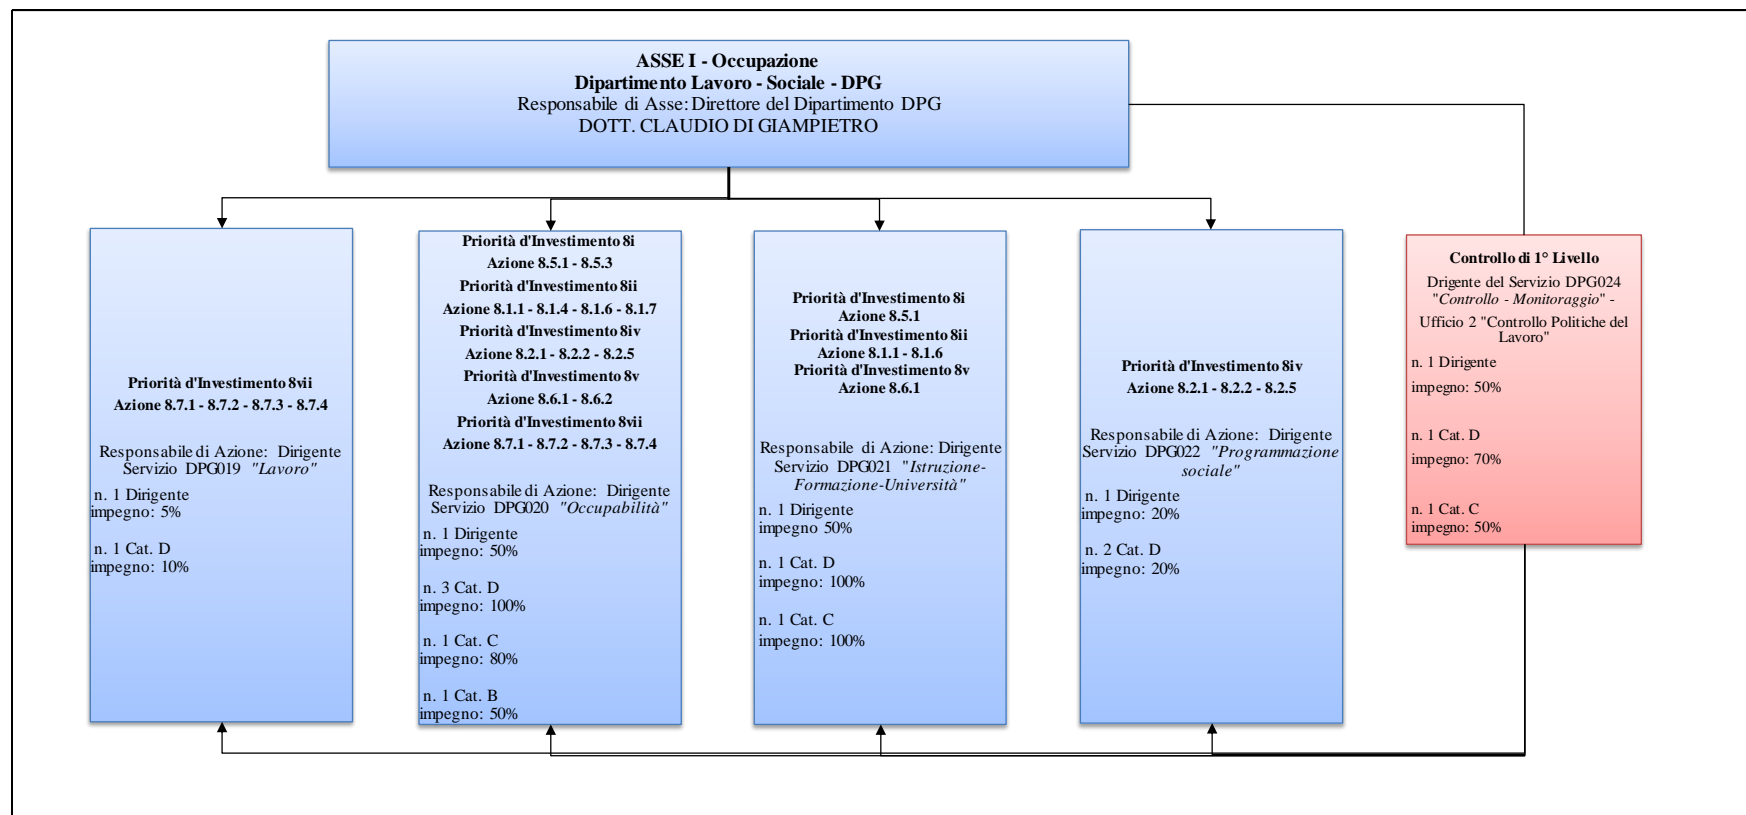 ASSE I - Occupazione
Dipartimento Lavoro - Sociale - DPG
Responsabile di Asse: Direttore del Dipartimento DPG
DOTT. CLAUDIO DI GIAMPIETRO
Priorità d'Investimento 8vii
Azione 8.7.1 - 8.7.2 - 8.7.3 - 8.7.4
Responsabile di Azione: Dirigente
Servizio DPG019 "Lavoro"
n. 1 Dirigente
impegno: 5%
n. 1 Cat. D
impegno: 10%
Priorità d'Investimento 8i
Azione 8.5.1 - 8.5.3
Priorità d'Investimento 8ii
Azione 8.1.1 - 8.1.4 - 8.1.6 - 8.1.7
Priorità d'Investimento 8iv
Azione 8.2.1 - 8.2.2 - 8.2.5
Priorità d'Investimento 8v
Azione 8.6.1 - 8.6.2
Priorità d'Investimento 8vii
Azione 8.7.1 - 8.7.2 - 8.7.3 - 8.7.4
Responsabile di Azione: Dirigente
Servizio DPG020 "Occupabilità"
n. 1 Dirigente
impegno: 50%
n. 3 Cat. D
impegno: 100%
n. 1 Cat. C
impegno: 80%
n. 1 Cat. B
impegno: 50%
Priorità d'Investimento 8i
Azione 8.5.1
Priorità d'Investimento 8ii
Azione 8.1.1 - 8.1.6
Priorità d'Investimento 8v
Azione 8.6.1
Responsabile di Azione: Dirigente
Servizio DPG021 "Istruzione-
Formazione-Università"
n. 1 Dirigente
impegno 50%
n. 1 Cat. D
impegno: 100%
n. 1 Cat. C
impegno: 100%
Priorità d'Investimento 8iv
Azione 8.2.1 - 8.2.2 - 8.2.5
Responsabile di Azione: Dirigente
Servizio DPG022 "Programmazione
sociale"
n. 1 Dirigente
impegno: 20%
n. 2 Cat. D
impegno: 20%
Controllo di 1° Livello
Drigente del Servizio DPG024
"Controllo - Monitoraggio" -
Ufficio 2 "Controllo Politiche del
Lavoro"
n. 1 Dirigente
impegno: 50%
n. 1 Cat. D
impegno: 70%
n. 1 Cat. C
impegno: 50%